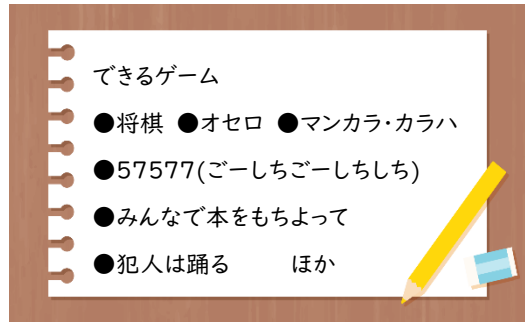 できるゲーム
●将棋 ●オセロ ●マンカラ・カラハ
●57577(ごーしちごーしちしち)
●みんなで本をもちよって
●犯人は踊る　　ほか